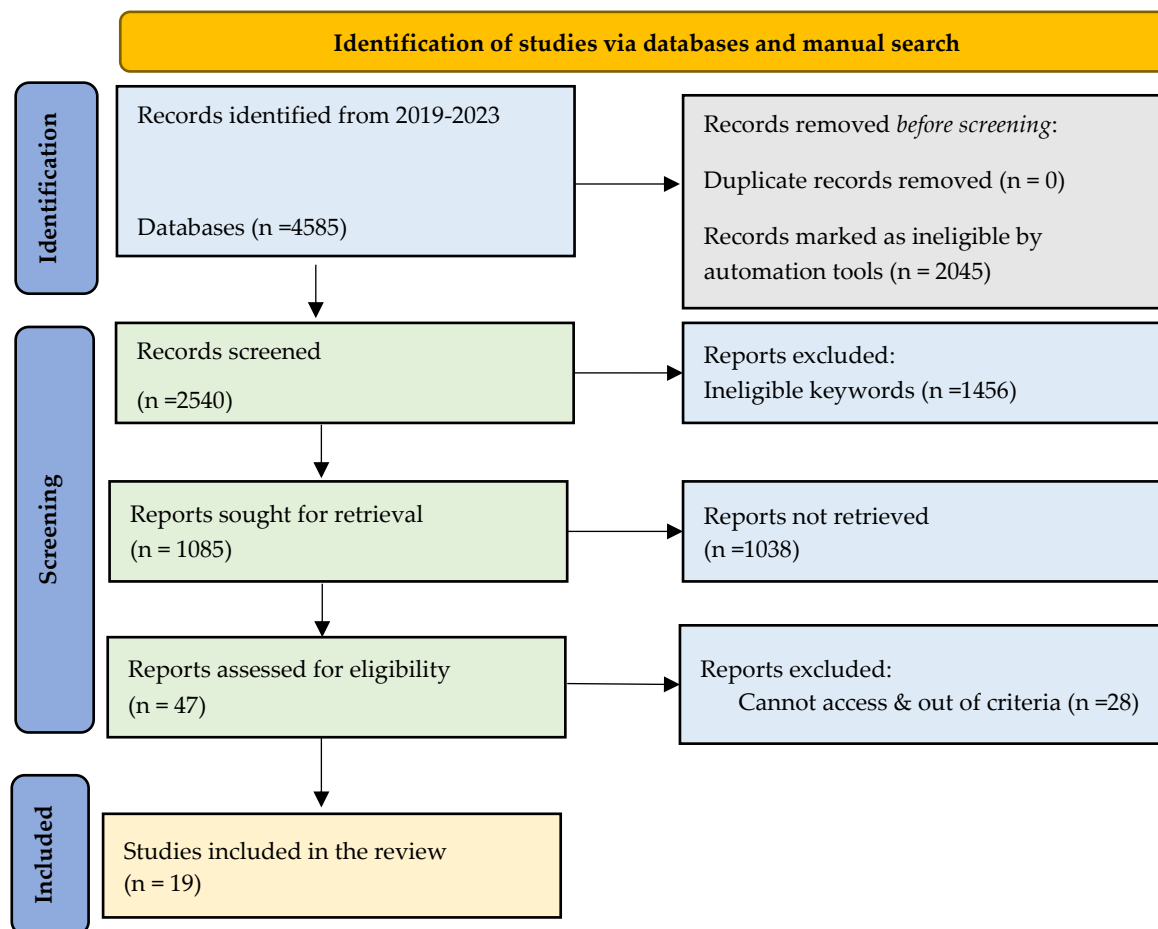 Identification of studies via databases and manual search
Identification
Records identified from 2019-2023
Databases (n =4585)
Records removed before screening:
Duplicate records removed (n = 0)
Records marked as ineligible by
automation tools (n = 2045)
Screening
Records screened
(n =2540)
Reports excluded:
Ineligible keywords (n =1456)
Reports sought for retrieval
(n = 1085)
Reports not retrieved
(n =1038)
Reports assessed for eligibility
(n = 47)
Reports excluded:
Cannot access & out of criteria (n =28)
Included
Studies included in the review
(n = 19)